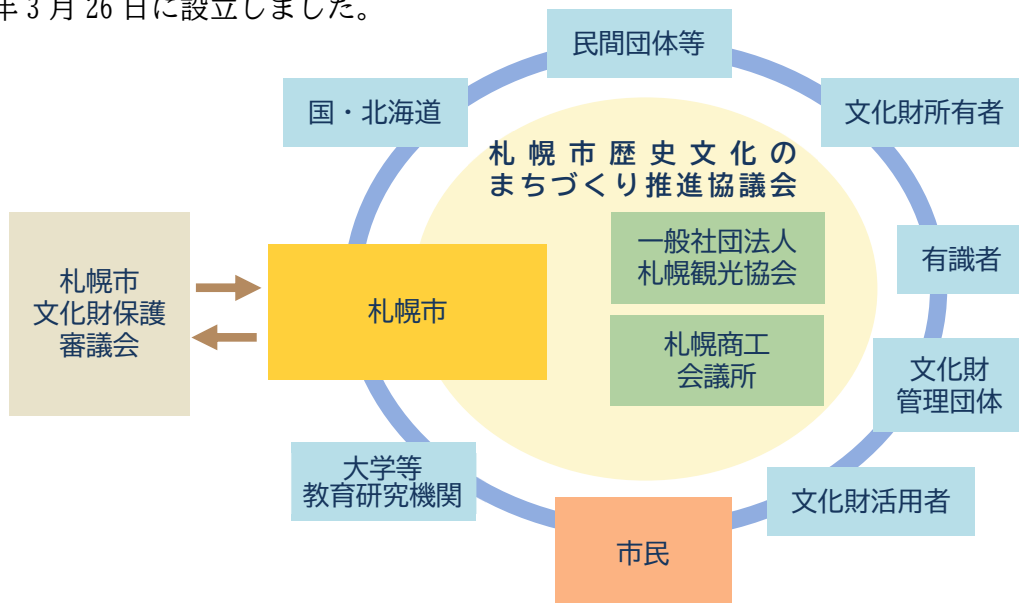 年３月 26 日に設立しました。
民間団体等
国・北海道
文化財所有者
札幌市歴史文化の
まちづくり推進協議会
一般社団法人
札幌観光協会
有識者
札幌市
文化財保護
審議会
札幌市
札幌商工
会議所
文化財
管理団体
大学等
教育研究機関
文化財活用者
市民